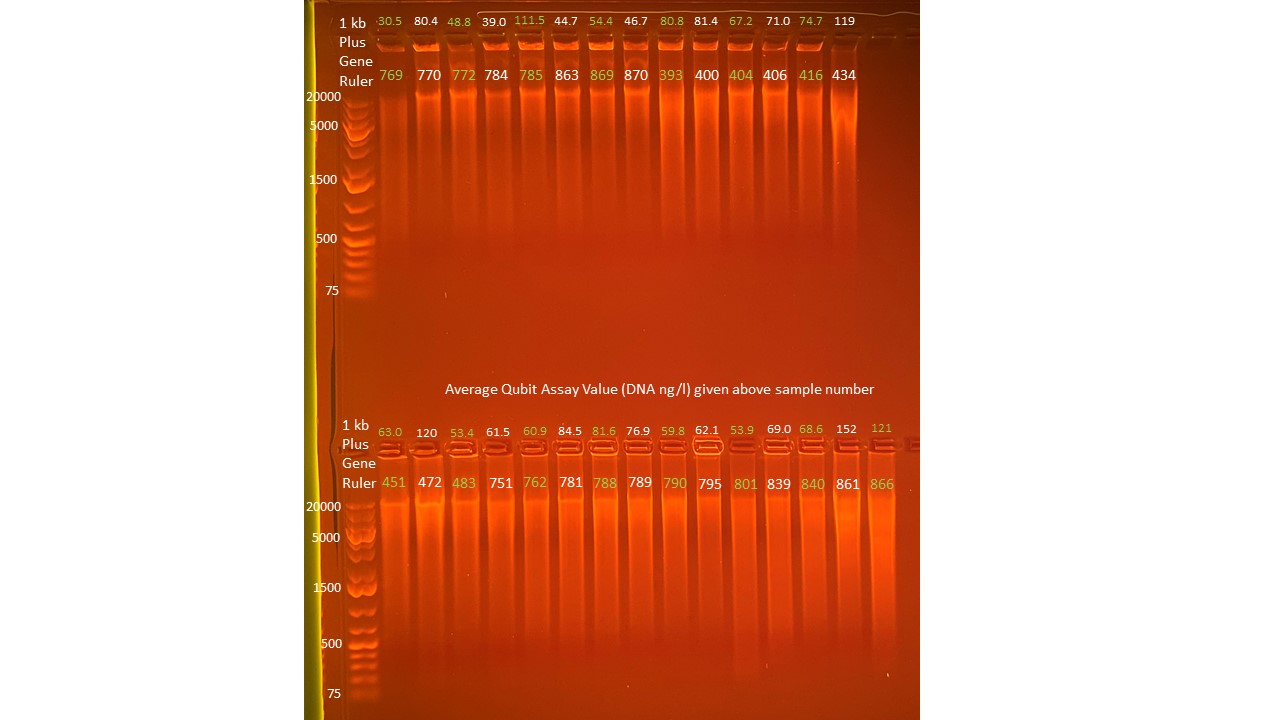 1 kb Plus Gene Ruler
30.5 80.4 48.8 39.0 111.5 44.7 54.4 46.7 80.8 81.4 67.2 71.0 74.7 119
769 770 772 784 785 863 869 870 393 400 404 406 416 434
20000
5000
1500
500
75
Average Qubit Assay Value (DNA ng/l) given above sample number
1 kb Plus Gene Ruler
63.0 120 53.4 61.5 60.9 84.5 81.6 76.9 59.8 62.1 53.9 69.0 68.6 152 121
451 472 483 751 762 781 788 789 790 795 801 839 840 861 866
20000
5000
1500
500
75